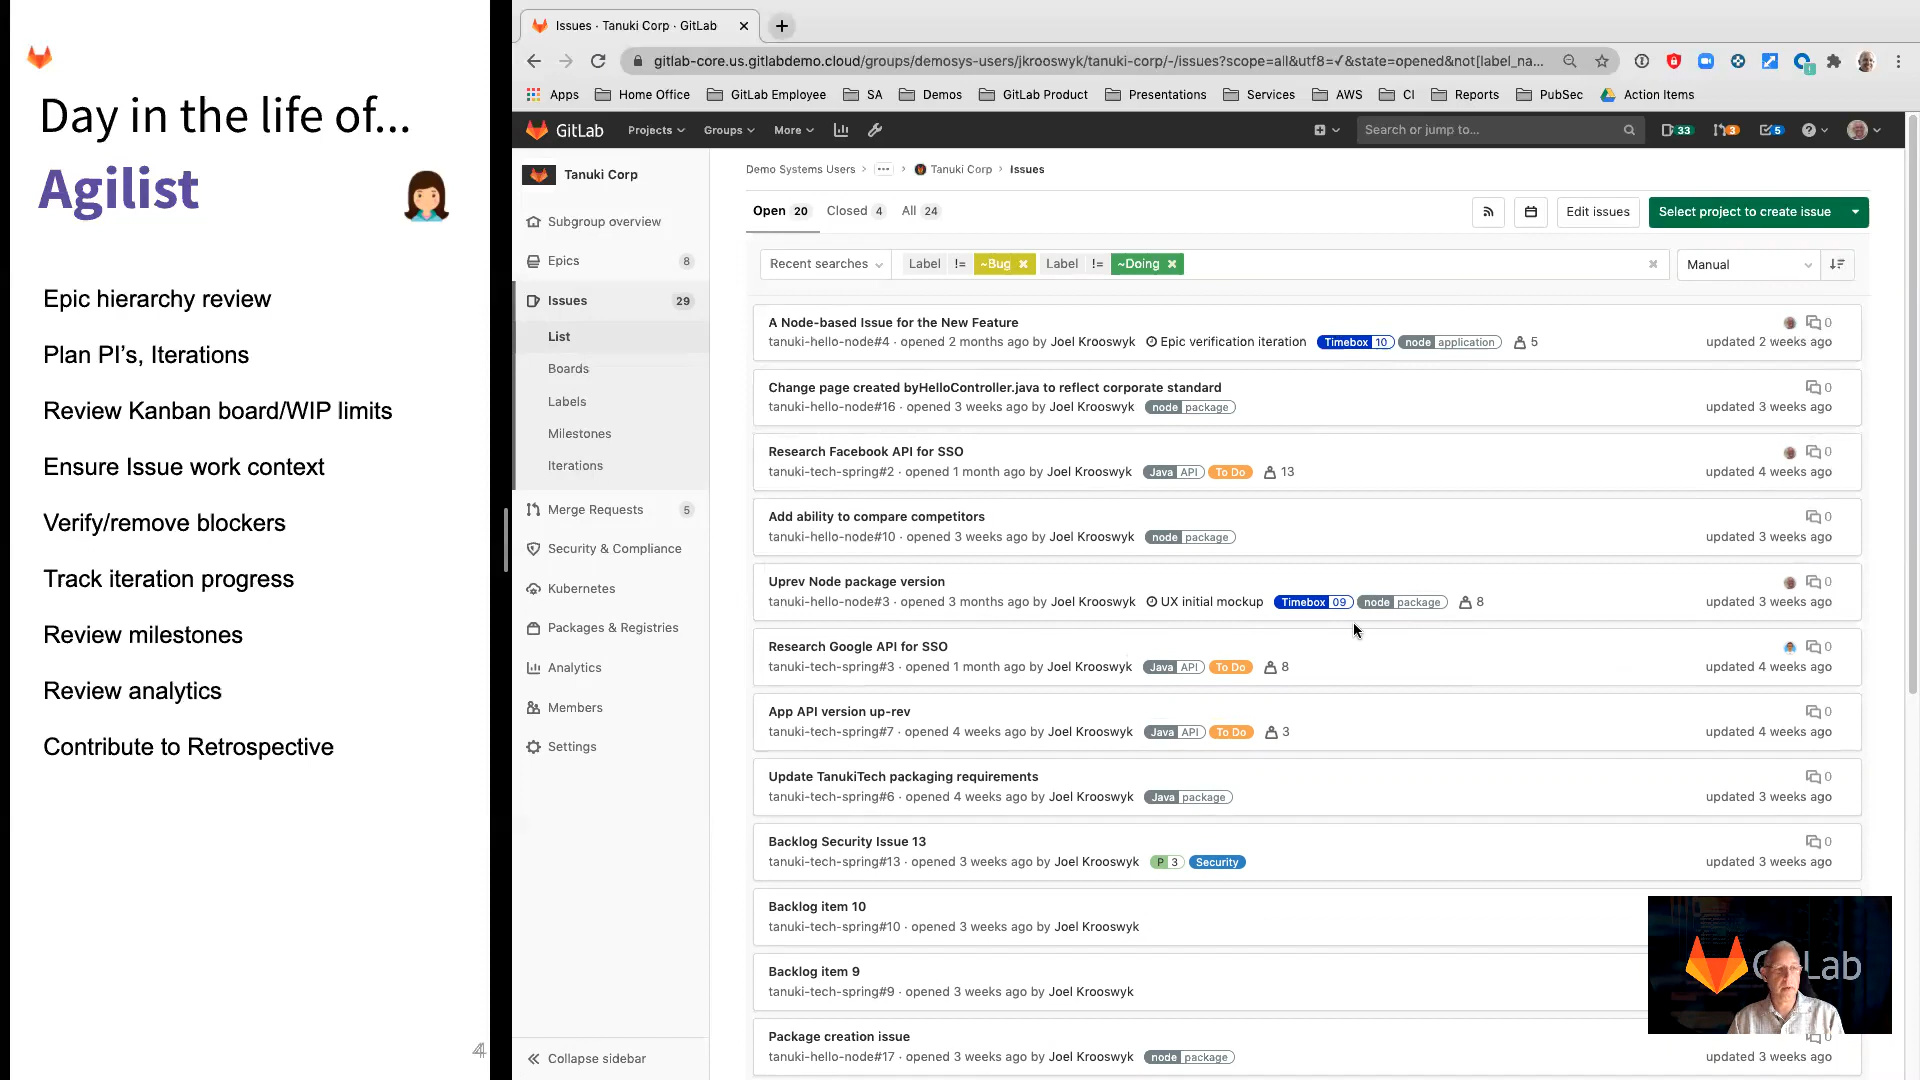 Day in the life of...
Agilist
Epic hierarchy review
Plan PI's, Iterations
Review Kanban board/WIP limits
Ensure Issue work context
Verify/remove blockers
Track iteration progress
Review milestones
Review analytics
Contribute to Retrospective
4
Issues · Tanuki Corp · GitLab
gitlab-core.us.gitlabdemo.cloud/groups/demosys-users/jkrooswyk/tanuki-corp/-/issues?scope=all&utf8=✓&state=opened&not[label_na...
Apps Home Office GitLab Employee SA Demos GitLab Product Presentations Services AWS CI Reports PubSec Action Items
GitLab Projects Groups More Search or jump to... 33 3 5
Tanuki Corp
Subgroup overview
Epics 8
Issues 29
List
Boards
Labels
Milestones
Iterations
Merge Requests 5
Security & Compliance
Kubernetes
Packages & Registries
Analytics
Members
Settings
Collapse sidebar
Demo Systems Users > ... > Tanuki Corp > Issues
Open 20 Closed 4 All 24 Edit issues Select project to create issue
Recent searches Label != ~Bug Label != ~Doing Manual
A Node-based Issue for the New Feature 0
tanuki-hello-node#4 · opened 2 months ago by Joel Krooswyk Epic verification iteration Timebox 10 node application 5 updated 2 weeks ago
Change page created byHelloController.java to reflect corporate standard 0
tanuki-hello-node#16 · opened 3 weeks ago by Joel Krooswyk node package updated 3 weeks ago
Research Facebook API for SSO 0
tanuki-tech-spring#2 · opened 1 month ago by Joel Krooswyk Java API To Do 13 updated 4 weeks ago
Add ability to compare competitors 0
tanuki-hello-node#10 · opened 3 weeks ago by Joel Krooswyk node package updated 3 weeks ago
Uprev Node package version 0
tanuki-hello-node#3 · opened 3 months ago by Joel Krooswyk UX initial mockup Timebox 09 node package 8 updated 3 weeks ago
Research Google API for SSO 0
tanuki-tech-spring#3 · opened 1 month ago by Joel Krooswyk Java API To Do 8 updated 4 weeks ago
App API version up-rev 0
tanuki-tech-spring#7 · opened 4 weeks ago by Joel Krooswyk Java API To Do 3 updated 4 weeks ago
Update TanukiTech packaging requirements 0
tanuki-tech-spring#6 · opened 4 weeks ago by Joel Krooswyk Java package updated 3 weeks ago
Backlog Security Issue 13 0
tanuki-tech-spring#13 · opened 3 weeks ago by Joel Krooswyk P 3 Security updated 3 weeks ago
Backlog item 10
tanuki-tech-spring#10 · opened 3 weeks ago by Joel Krooswyk
Backlog item 9
tanuki-tech-spring#9 · opened 3 weeks ago by Joel Krooswyk
Package creation issue 0
tanuki-hello-node#17 · opened 3 weeks ago by Joel Krooswyk node package updated 3 weeks ago